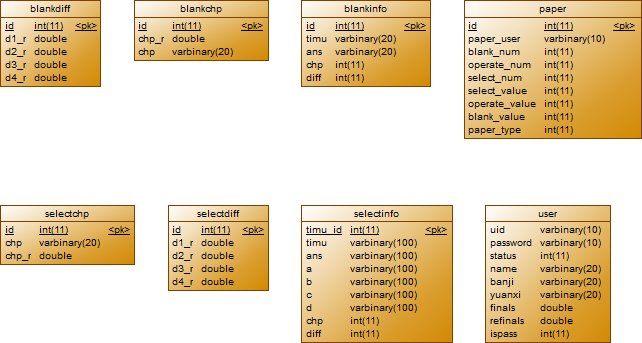 blankdiff
id int(11) <pk>
d1_r double
d2_r double
d3_r double
d4_r double
blankchp
id int(11) <pk>
chp_r double
chp varbinary(20)
blankinfo
id int(11) <pk>
timu varbinary(20)
ans varbinary(20)
chp int(11)
diff int(11)
paper
id int(11) <pk>
paper_user varbinary(10)
blank_num int(11)
operate_num int(11)
select_num int(11)
select_value int(11)
operate_value int(11)
blank_value int(11)
paper_type int(11)
selectchp
id int(11) <pk>
chp varbinary(20)
chp_r double
selectdiff
id int(11) <pk>
d1_r double
d2_r double
d3_r double
d4_r double
selectinfo
timu_id int(11) <pk>
timu varbinary(100)
ans varbinary(100)
a varbinary(100)
b varbinary(100)
c varbinary(100)
d varbinary(100)
chp int(11)
diff int(11)
user
uid varbinary(10)
password varbinary(10)
status int(11)
name varbinary(20)
banji varbinary(20)
yuanxi varbinary(20)
finals double
refinals double
ispass int(11)